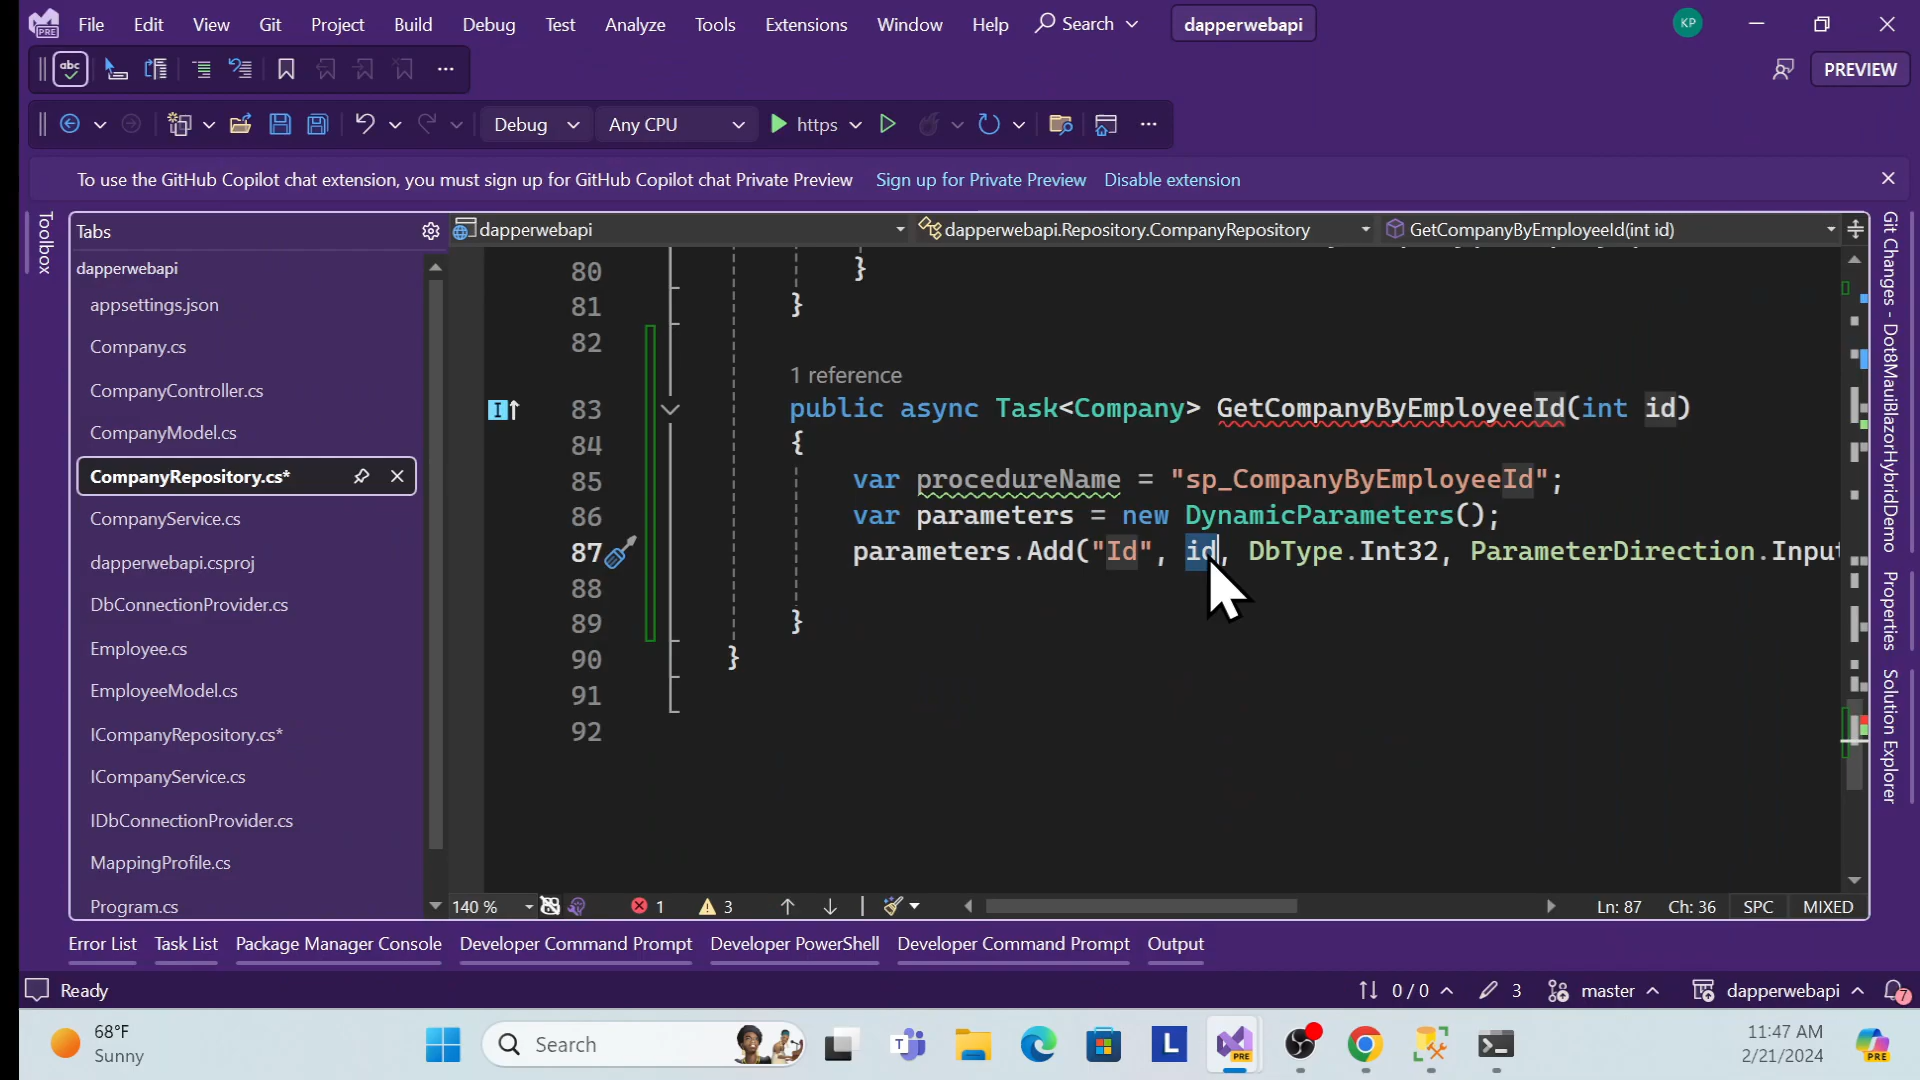 File Edit View Git Project Build Debug Test Analyze Tools Extensions Window Help Search dapperwebapi KP
abc PREVIEW
Debug Any CPU https
To use the GitHub Copilot chat extension, you must sign up for GitHub Copilot chat Private Preview Sign up for Private Preview Disable extension
Toolbox
Tabs
dapperwebapi
appsettings.json
Company.cs
CompanyController.cs
CompanyModel.cs
CompanyRepository.cs*
CompanyService.cs
dapperwebapi.csproj
DbConnectionProvider.cs
Employee.cs
EmployeeModel.cs
ICompanyRepository.cs*
ICompanyService.cs
IDbConnectionProvider.cs
MappingProfile.cs
Program.cs
dapperwebapi dapperwebapi.Repository.CompanyRepository GetCompanyByEmployeeId(int id)
80 }
81 }
82
1 reference
83 public async Task<Company> GetCompanyByEmployeeId(int id)
84 {
85 var procedureName = "sp_CompanyByEmployeeId";
86 var parameters = new DynamicParameters();
87 parameters.Add("Id", id, DbType.Int32, ParameterDirection.Input
88
89 }
90 }
91
92
140 % 1 3 Ln: 87 Ch: 36 SPC MIXED
Git Changes - Dot8MauiBlazorHybridDemo
Properties
Solution Explorer
Error List Task List Package Manager Console Developer Command Prompt Developer PowerShell Developer Command Prompt Output
Ready 0 / 0 3 master dapperwebapi 7
68°F
Sunny
Search
T
L
PRE
11:47 AM
2/21/2024
PRE